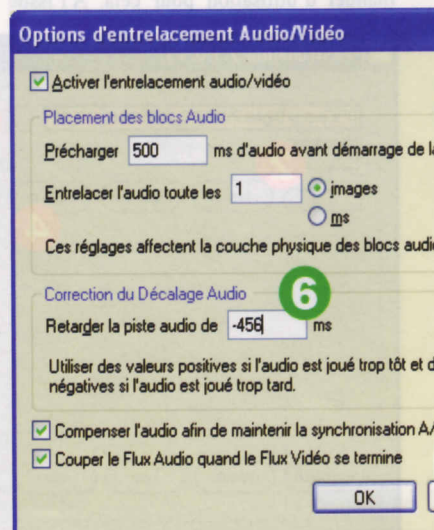 Options d'entrelacement Audio/Vidéo
Activer l'entrelacement audio/vidéo
Placement des blocs Audio
Précharger 500 ms d'audio avant démarrage de
Entrelacer l'audio toute les 1 images
ms
Ces réglages affectent la couche physique des blocs
Correction du Décalage Audio
6
Retarder la piste audio de -456 ms
Utiliser des valeurs positives si l'audio est joué trop tôt et
négatives si l'audio est joué trop tard.
Compenser l'audio afin de maintenir la synchronisation
Couper le Flux Audio quand le Flux Vidéo se termine
OK